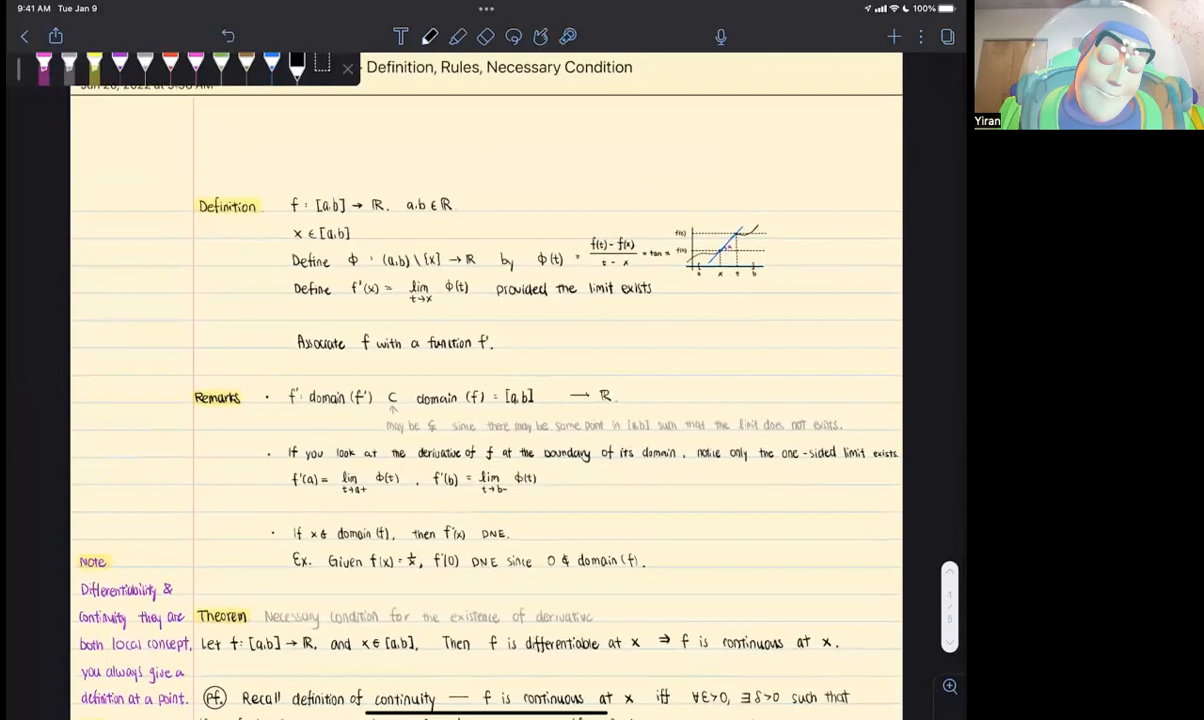 9:41 AM Tue Jan 9
100%
Definition, Rules, Necessary Condition
Yiran
Definition f : [a,b] → ℝ. a.b ∈ ℝ
x ∈ [a,b]
Define Φ : (a,b) \ {x} → ℝ by Φ(t) = f(t) - f(x) / t - x = tan α
f(t)
f(x)
a x t b
Define f'(x) = lim t→x Φ(t) provided the limit exists
Associate f with a function f'.
Remarks • f': domain (f') ⊂ domain (f) = [a,b] → ℝ.
may be ⊊ since there may be some point in [a,b] such that the limit does not exists.
• If you look at the derivative of f at the boundary of its domain, notice only the one-sided limit exists
f'(a) = lim t→a+ Φ(t) , f'(b) = lim t→b- Φ(t)
• If x ∉ domain (f), then f'(x) DNE.
Ex. Given f(x) = 1/x, f'(0) DNE since 0 ∉ domain (f).
Note
Differentiability &
continuity they are
both local concept,
you always give a
definition at a point.
Theorem Necessary condition for the existence of derivative
Let f: [a,b] → ℝ, and x ∈ [a,b], Then f is differentiable at x ⇒ f is continuous at x.
Pf. Recall definition of continuity — f is continuous at x iff ∀ε>0, ∃δ>0 such that
1
5